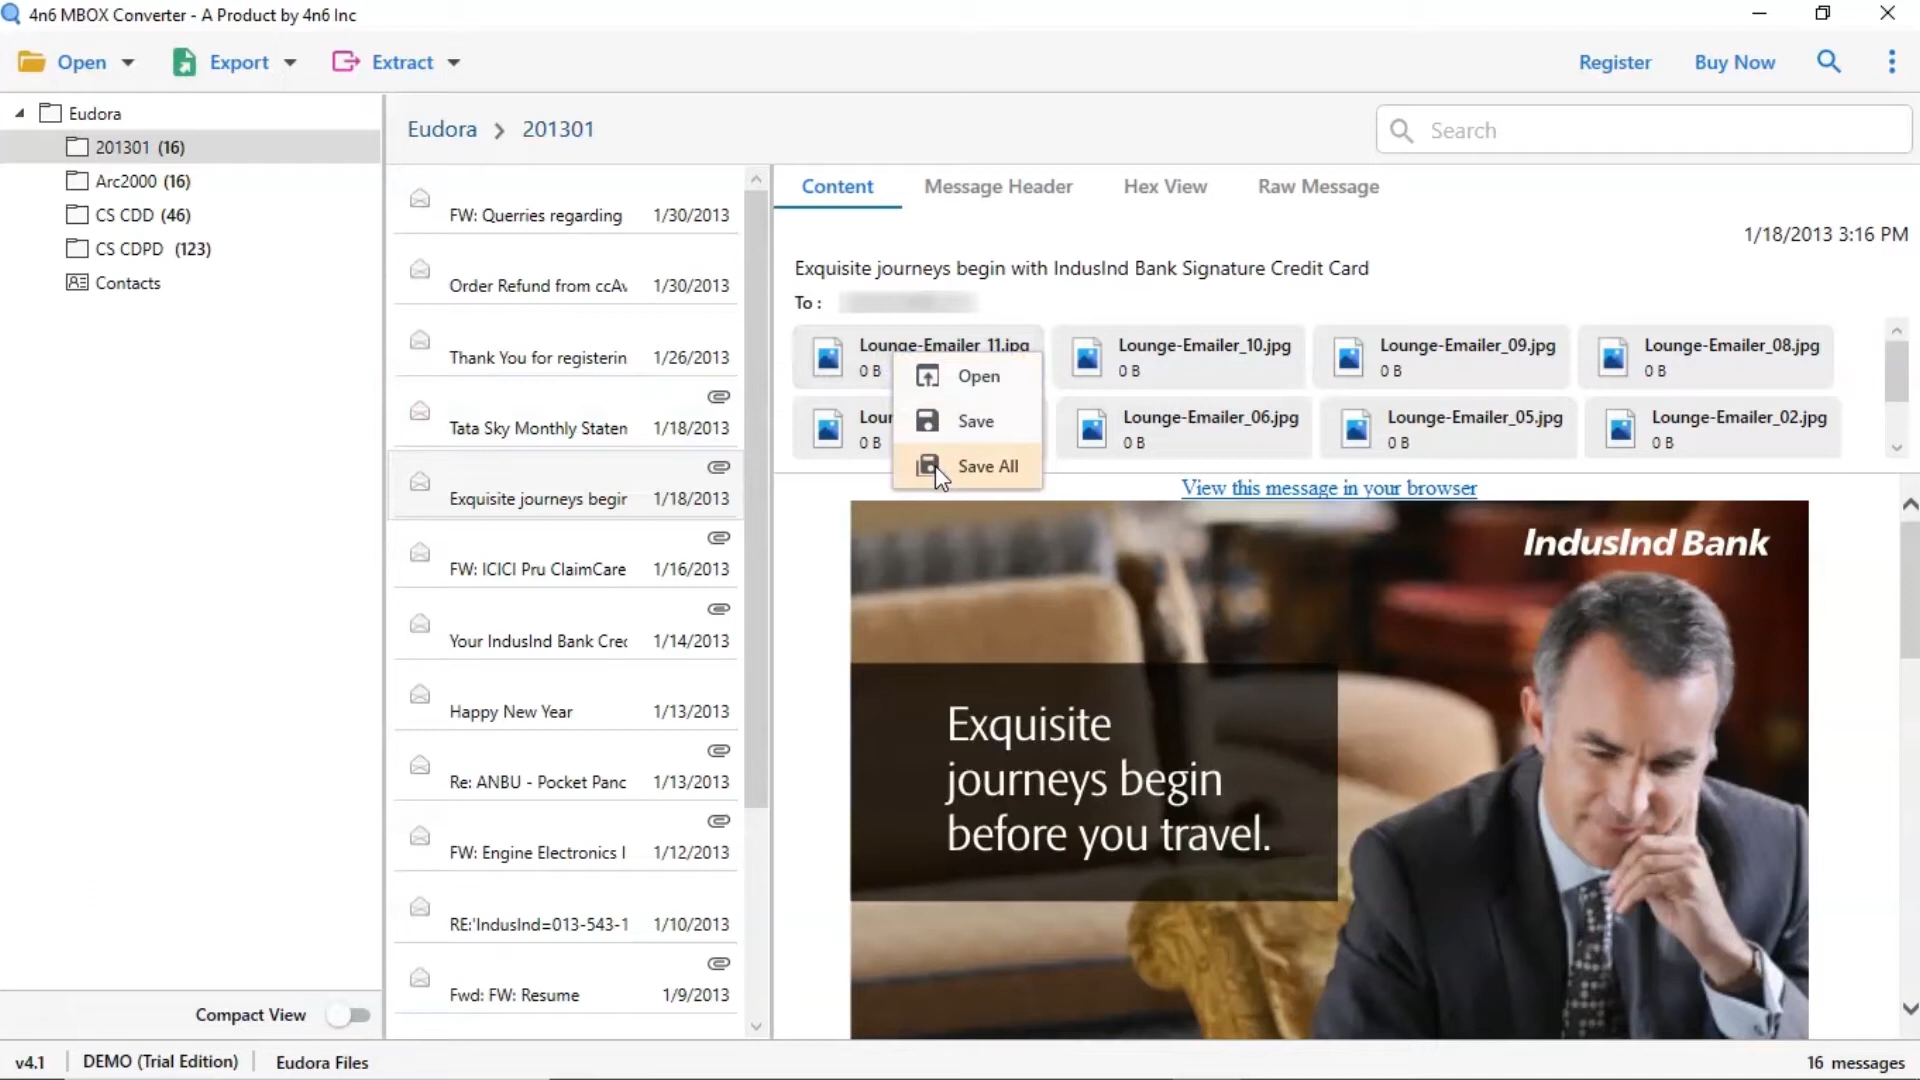 4n6 MBOX Converter - A Product by 4n6 Inc
Open
Export
Extract
Register
Buy Now
Eudora
201301 (16)
Arc2000 (16)
CS CDD (46)
CS CDPD (123)
Contacts
Compact View
Eudora > 201301
Search
FW: Querries regarding 1/30/2013
Order Refund from ccAv 1/30/2013
Thank You for registerin 1/26/2013
Tata Sky Monthly Staten 1/18/2013
Exquisite journeys begir 1/18/2013
FW: ICICI Pru ClaimCare 1/16/2013
Your IndusInd Bank Crec 1/14/2013
Happy New Year 1/13/2013
Re: ANBU - Pocket Panc 1/13/2013
FW: Engine Electronics I 1/12/2013
RE:'IndusInd=013-543-1 1/10/2013
Fwd: FW: Resume 1/9/2013
Content
Message Header
Hex View
Raw Message
1/18/2013 3:16 PM
Exquisite journeys begin with IndusInd Bank Signature Credit Card
To :
Lounge-Emailer_11.jpg
0 B
Lounge-Emailer_10.jpg
0 B
Lounge-Emailer_09.jpg
0 B
Lounge-Emailer_08.jpg
0 B
Lour
0 B
Lounge-Emailer_06.jpg
0 B
Lounge-Emailer_05.jpg
0 B
Lounge-Emailer_02.jpg
0 B
Open
Save
Save All
View this message in your browser
IndusInd Bank
Exquisite
journeys begin
before you travel.
v4.1
DEMO (Trial Edition)
Eudora Files
16 messages